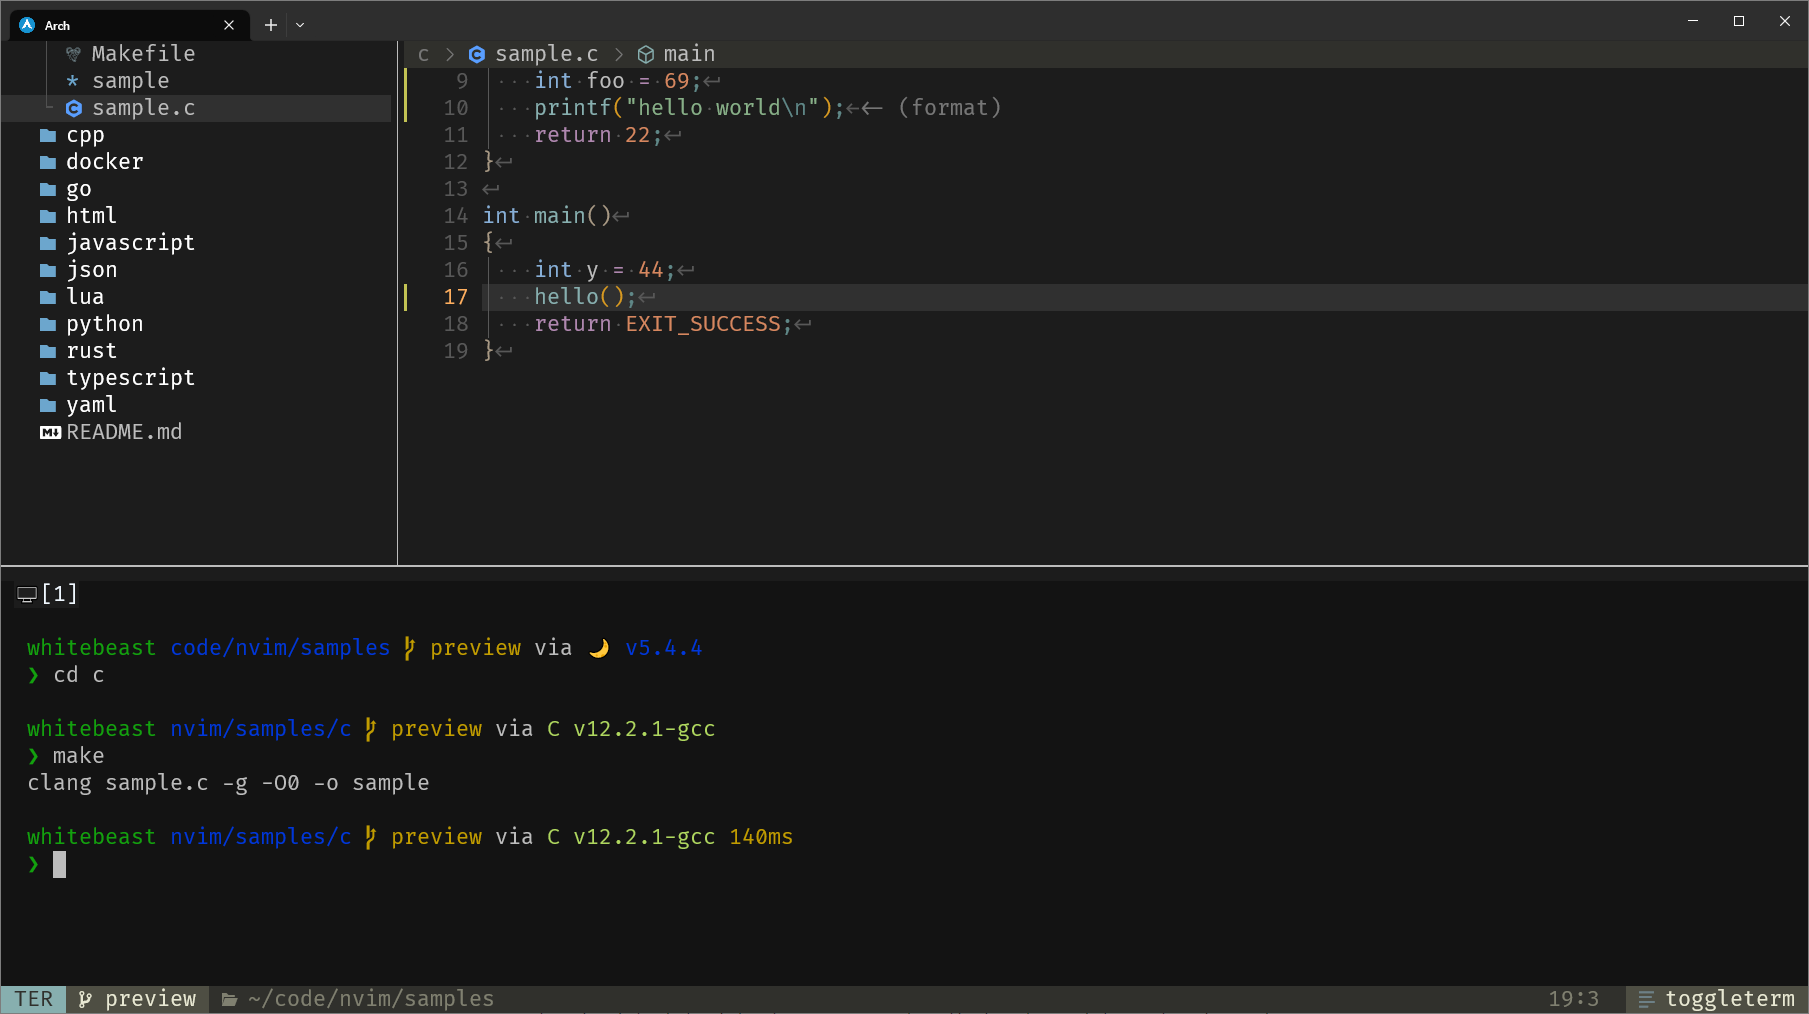 Arch
Makefile
sample
sample.c
cpp
docker
go
html
javascript
json
lua
python
rust
typescript
yaml
README.md
c > sample.c > main
9 ··· int foo = 69;↵
10 ··· printf("hello·world\n");↵← (format)
11 ··· return·22;↵
12 }↵
13 ↵
14 int·main()↵
15 {↵
16 ··· int·y = 44;↵
17 ··· hello();↵
18 ··· return·EXIT_SUCCESS;↵
19 }↵
[1]
whitebeast code/nvim/samples preview via 🌙 v5.4.4
❯ cd c
whitebeast nvim/samples/c preview via C v12.2.1-gcc
❯ make
clang sample.c -g -O0 -o sample
whitebeast nvim/samples/c preview via C v12.2.1-gcc 140ms
❯
TER preview ~/code/nvim/samples 19:3 toggleterm